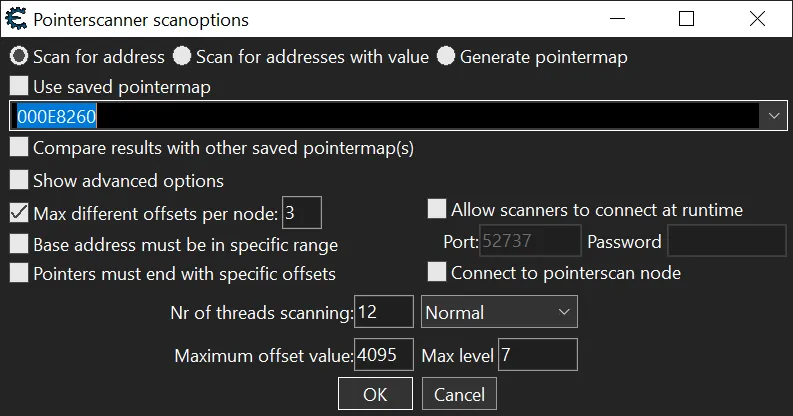 Pointerscanner scanoptions
Scan for address Scan for addresses with value Generate pointermap
Use saved pointermap
000E8260
Compare results with other saved pointermap(s)
Show advanced options
Max different offsets per node: 3 Allow scanners to connect at runtime
Base address must be in specific range Port: 52737 Password
Pointers must end with specific offsets Connect to pointerscan node
Nr of threads scanning: 12 Normal
Maximum offset value: 4095 Max level 7
OK Cancel